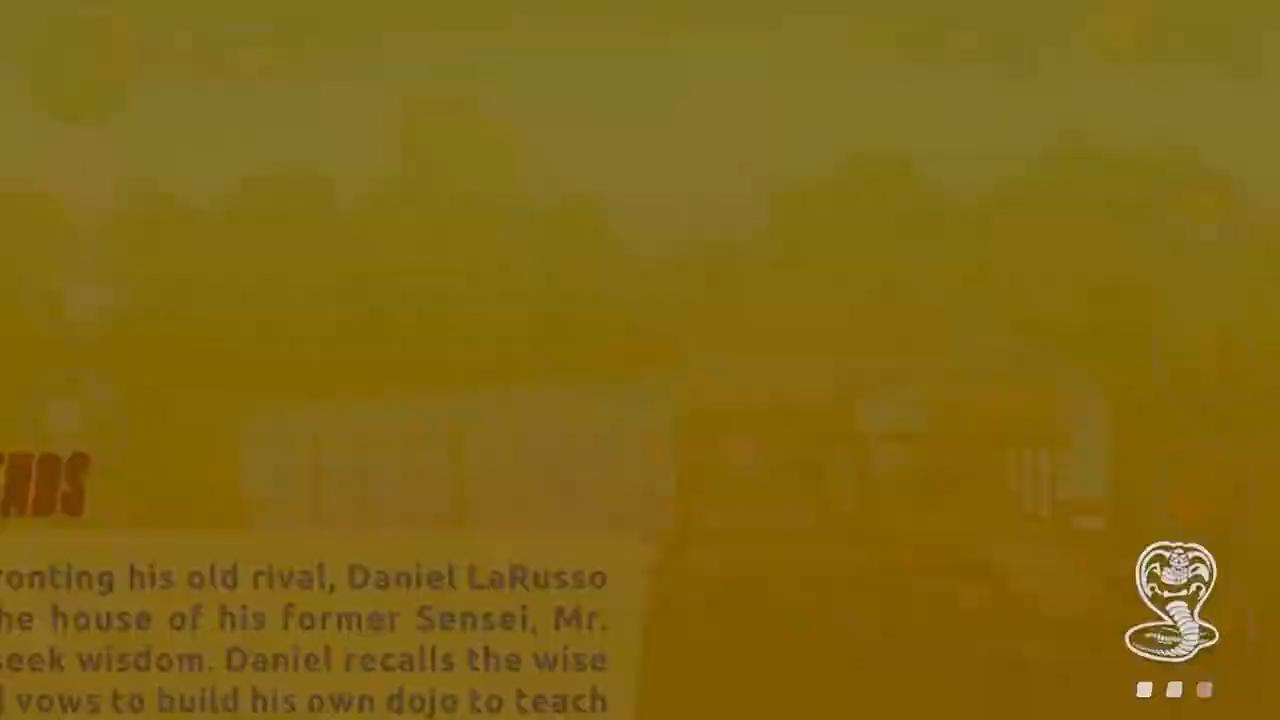 ENDS
ronting his old rival, Daniel LaRusso
he house of his former Sensei, Mr.
seek wisdom. Daniel recalls the wise
vows to build his own dojo to teach